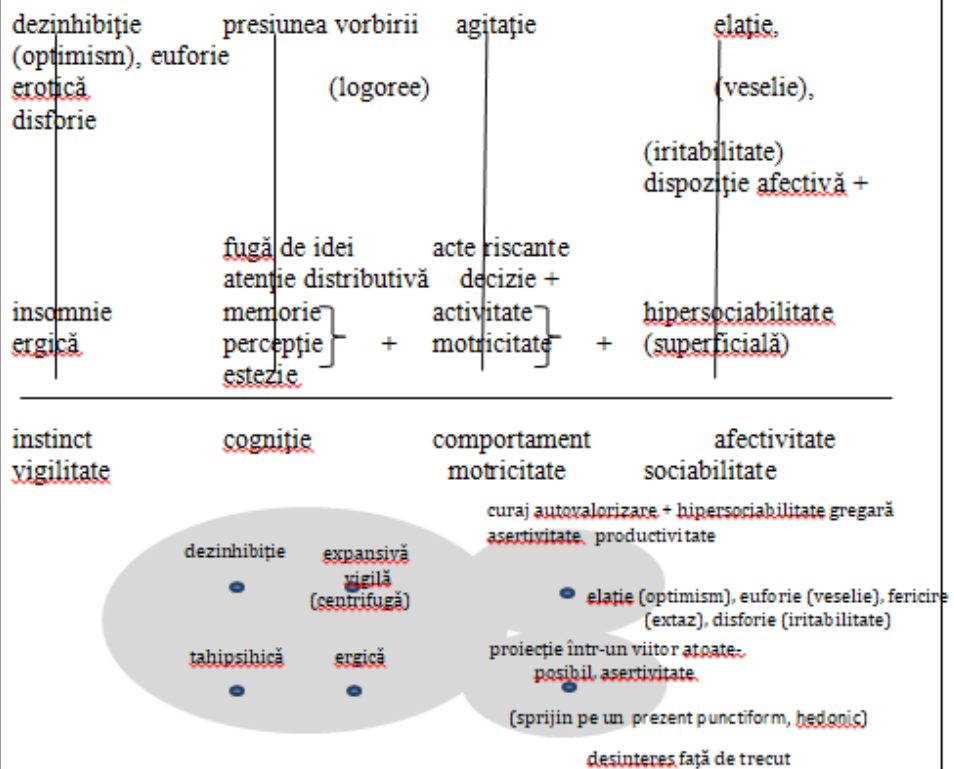 dezinhibiţie presiunea vorbirii agitaţie elaţie,
(optimism), euforie
erotică (logoree) (veselie),
disforie
(iritabilitate)
dispoziţie afectivă +
fugă de idei acte riscante
atenţie distributivă decizie +
insomnie memorie activitate hipersociabilitate
ergică percepţie + motricitate + (superficială)
estezie
instinct cogniţie comportament afectivitate
vigilitate motricitate sociabilitate
curaj autovalorizare + hipersociabilitate gregară
asertivitate productivitate
dezinhibiţie expansivă
vigilă
(centrifugă)
elaţie (optimism), euforie (veselie), fericire
(extaz), disforie (iritabilitate)
tahipsihică ergică
proiecţie într-un viitor atoate-
posibil, asertivitate
(sprijin pe un prezent punctiform, hedonic)
desinteres faţă de trecut